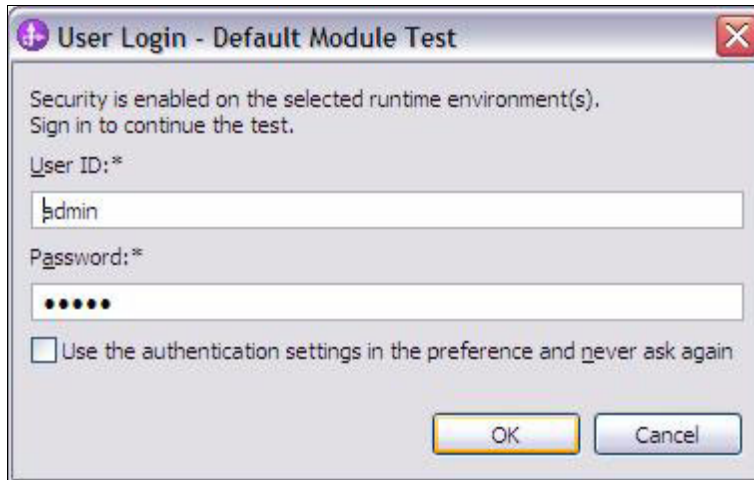 User Login - Default Module Test
Security is enabled on the selected runtime environment(s).
Sign in to continue the test.
User ID:*
admin
Password:*
•••••
Use the authentication settings in the preference and never ask again
OK Cancel